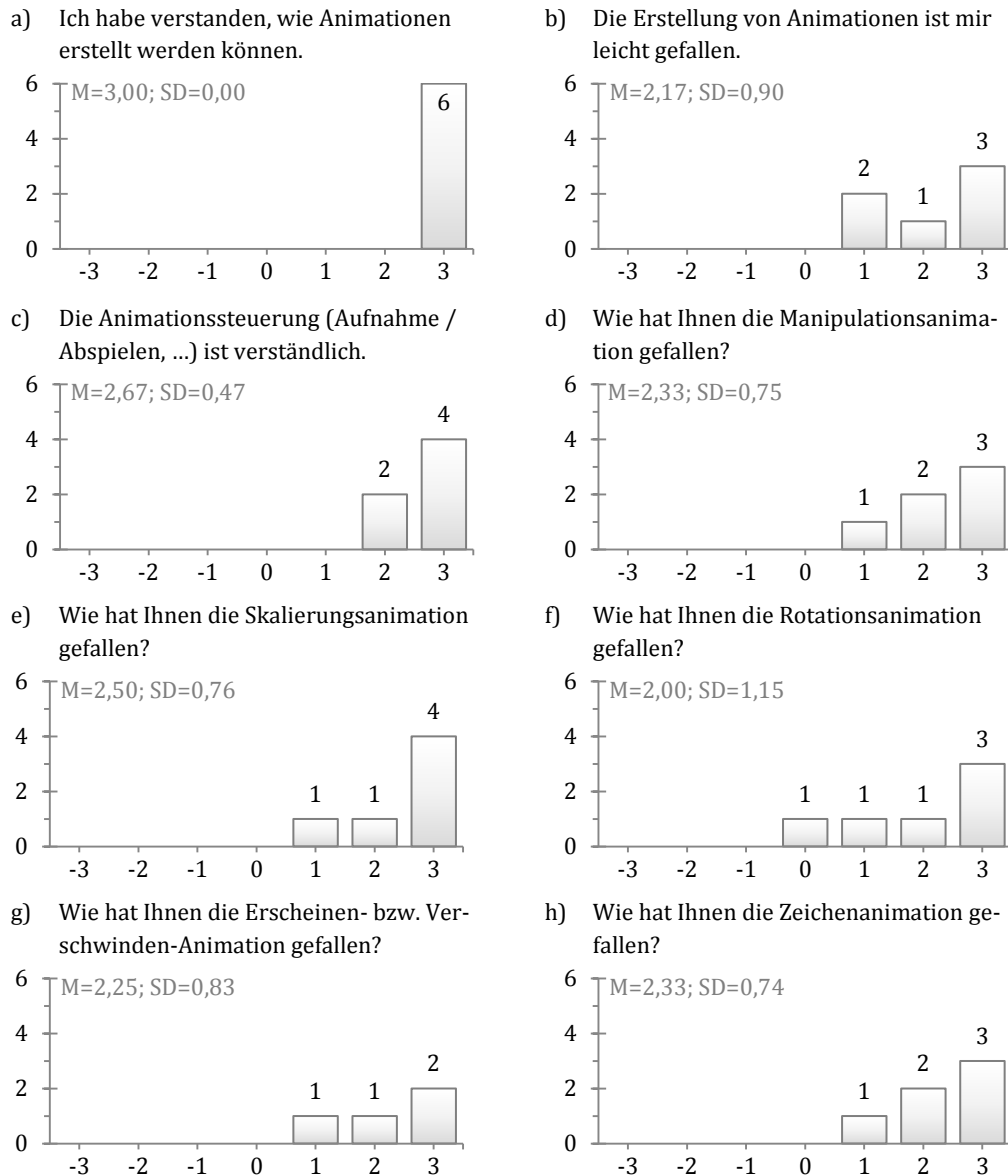 a) Ich habe verstanden, wie Animationen
erstellt werden können.
6 M=3,00; SD=0,00
6
4
2
0
-3 -2 -1 0 1 2 3
b) Die Erstellung von Animationen ist mir
leicht gefallen.
6 M=2,17; SD=0,90
4
3
2
2
1
0
-3 -2 -1 0 1 2 3
c) Die Animationssteuerung (Aufnahme /
Abspielen, ...) ist verständlich.
6 M=2,67; SD=0,47
4
4
2
2
0
-3 -2 -1 0 1 2 3
d) Wie hat Ihnen die Manipulationsanima-
tion gefallen?
6 M=2,33; SD=0,75
4
3
2
2
1
0
-3 -2 -1 0 1 2 3
e) Wie hat Ihnen die Skalierungsanimation
gefallen?
6 M=2,50; SD=0,76
4
4
2
1 1
0
-3 -2 -1 0 1 2 3
f) Wie hat Ihnen die Rotationsanimation
gefallen?
6 M=2,00; SD=1,15
4
3
2
1 1 1
0
-3 -2 -1 0 1 2 3
g) Wie hat Ihnen die Erscheinen- bzw. Ver-
schwinden-Animation gefallen?
6 M=2,25; SD=0,83
4
2
2
1 1
0
-3 -2 -1 0 1 2 3
h) Wie hat Ihnen die Zeichenanimation ge-
fallen?
6 M=2,33; SD=0,74
4
3
2
2
1
0
-3 -2 -1 0 1 2 3